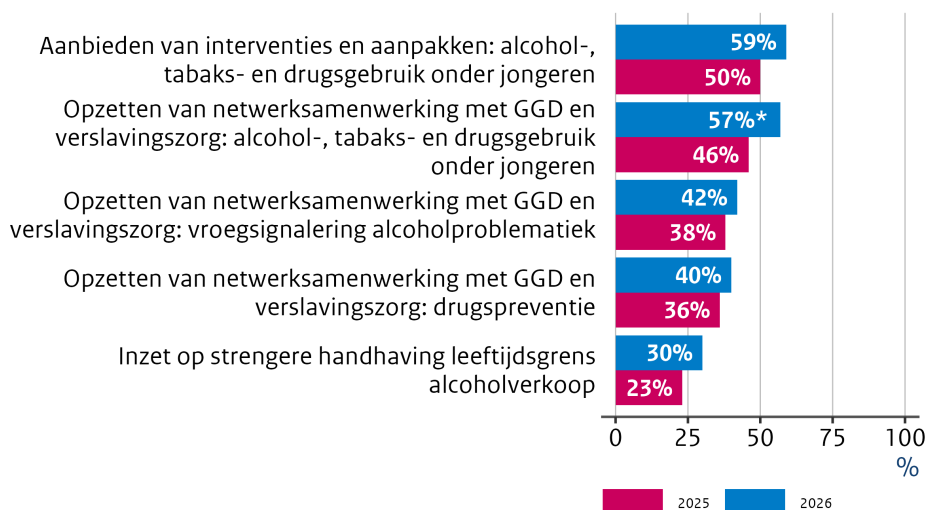 Aanbieden van interventies en aanpakken: alcohol-,
tabaks- en drugsgebruik onder jongeren
59%
50%
Opzetten van netwerksamenwerking met GGD en
verslavingszorg: alcohol-, tabaks- en drugsgebruik
onder jongeren
57%*
46%
Opzetten van netwerksamenwerking met GGD en
verslavingszorg: vroegsignalering alcoholproblematiek
42%
38%
Opzetten van netwerksamenwerking met GGD en
verslavingszorg: drugspreventie
40%
36%
Inzet op strengere handhaving leeftijdsgrens
alcoholverkoop
30%
23%
0 25 50 75 100
%
2025 2026